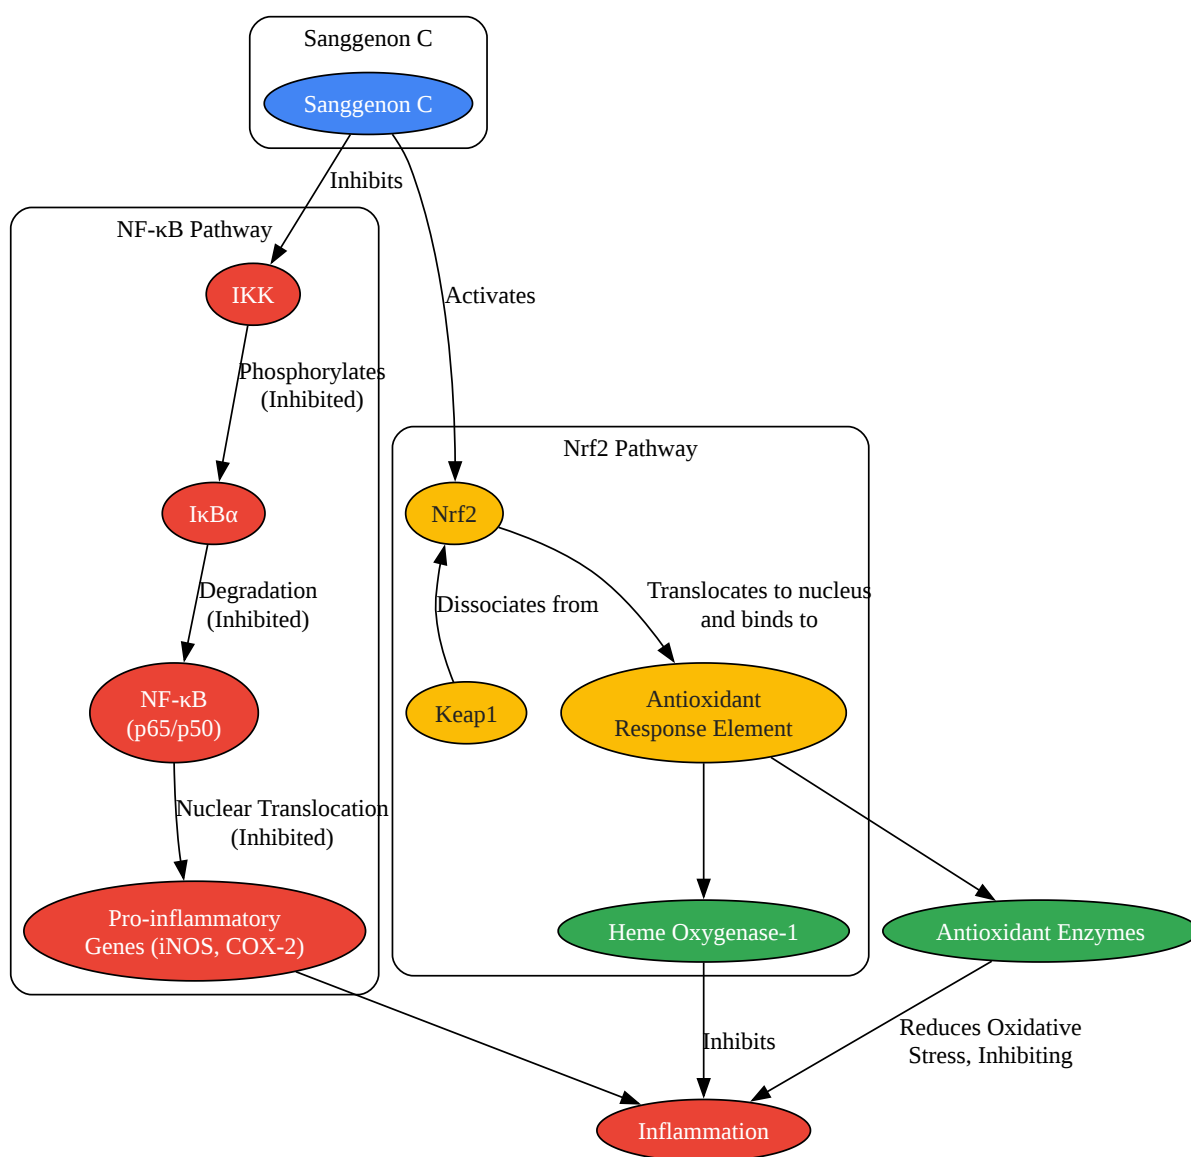 Sanggenon C
Sanggenon C
Inhibits
NF-κB Pathway
IKK
Activates
Phosphorylates
(Inhibited)
Nrf2 Pathway
IκBα
Nrf2
Degradation
(Inhibited)
Dissociates from
Translocates to nucleus
and binds to
NF-κB
(p65/p50)
Keap1
Antioxidant
Response Element
Nuclear Translocation
(Inhibited)
Pro-inflammatory
Genes (iNOS, COX-2)
Heme Oxygenase-1
Antioxidant Enzymes
Inhibits
Reduces Oxidative
Stress, Inhibiting
Inflammation